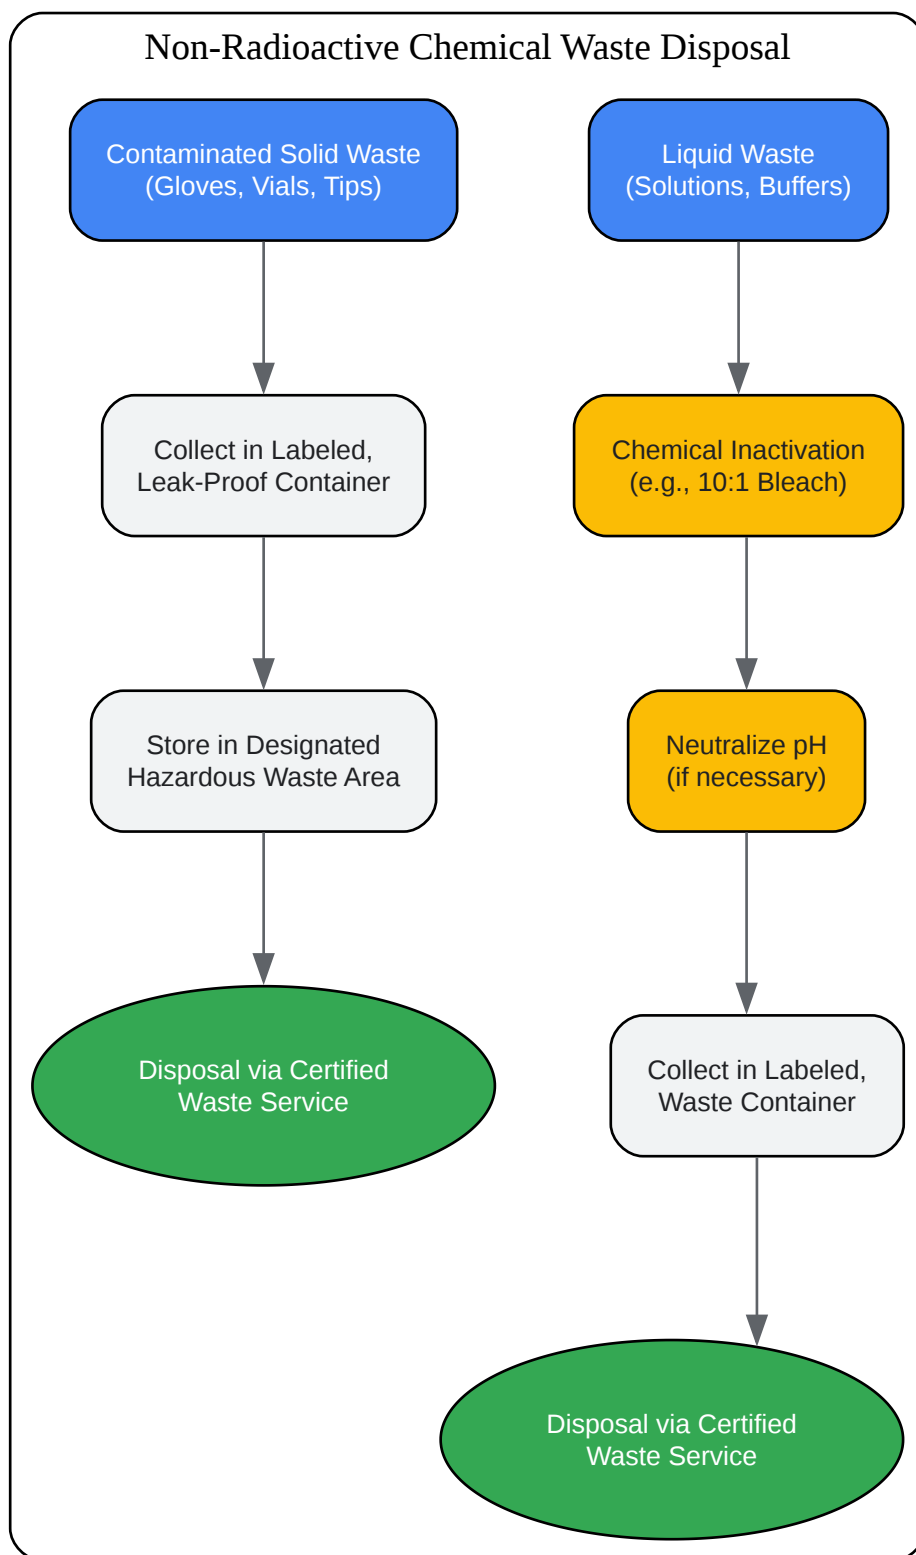 Non-Radioactive Chemical Waste Disposal
Contaminated Solid Waste
(Gloves, Vials, Tips)
Collect in Labeled,
Leak-Proof Container
Store in Designated
Hazardous Waste Area
Disposal via Certified
Waste Service
Liquid Waste
(Solutions, Buffers)
Chemical Inactivation
(e.g., 10:1 Bleach)
Neutralize pH
(if necessary)
Collect in Labeled,
Waste Container
Disposal via Certified
Waste Service